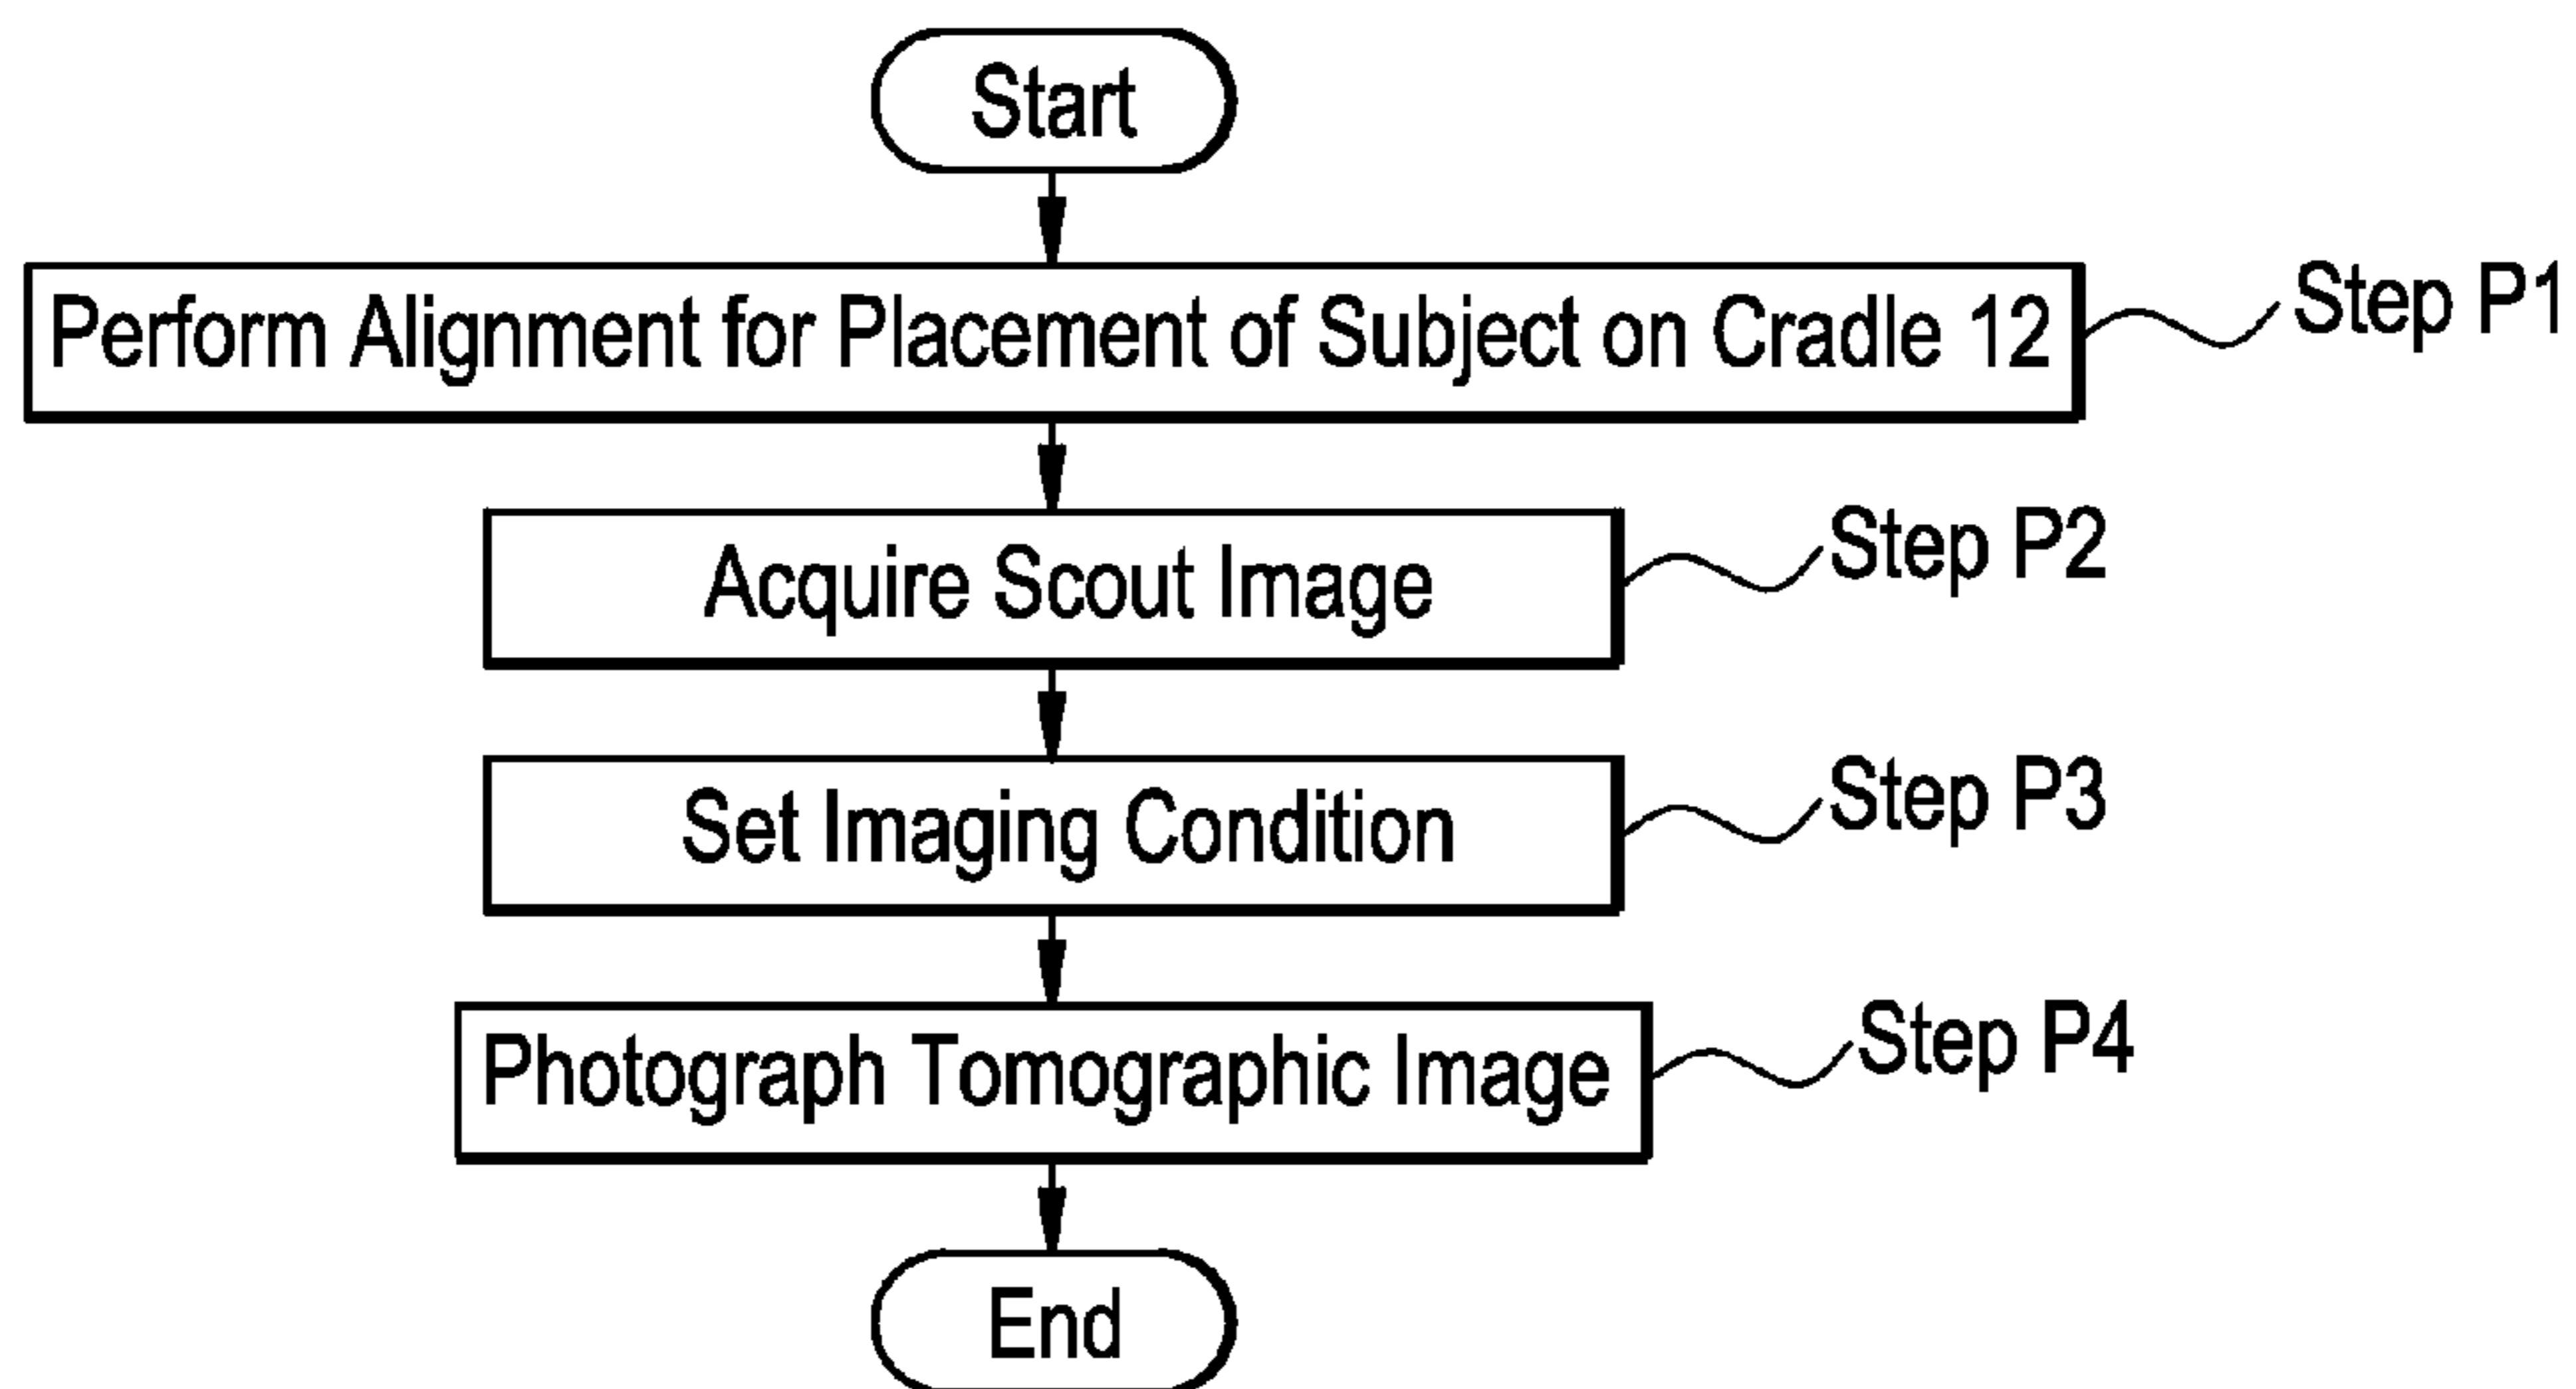 Start
Perform Alignment for Placement of Subject on Cradle 12
Step P1
Acquire Scout Image
Step P2
Set Imaging Condition
Step P3
Photograph Tomographic Image
Step P4
End